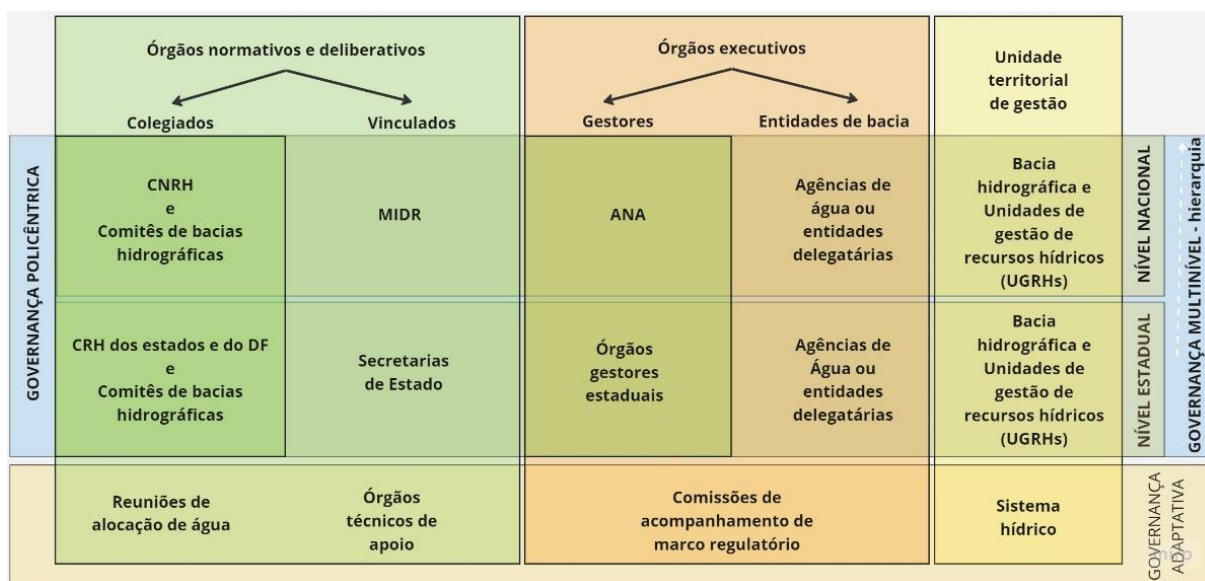 Órgãos normativos e deliberativos
Colegiados
Vinculados
Órgãos executivos
Gestores
Entidades de bacia
Unidade
territorial
de gestão
GOVERNANÇA POLICÊNTRICA
CNRH
e
Comitês de bacias
hidrográficas
MIDR
ANA
Agências de
água ou
entidades
delegatárias
Bacia
hidrográfica e
Unidades de
gestão de
recursos hídricos
(UGRHs)
NÍVEL NACIONAL
GOVERNANÇA MULTINÍVEL - hierarquia
CRH dos estados e do DF
e
Comitês de bacias
hidrográficas
Secretarias
de Estado
Órgãos
gestores
estaduais
Agências de
Água ou
entidades
delegatárias
Bacia
hidrográfica e
Unidades de
gestão de
recursos hídricos
(UGRHs)
NÍVEL ESTADUAL
Reuniões de
alocação de água
Órgãos
técnicos de
apoio
Comissões de
acompanhamento de
marco regulatório
Sistema
hídrico
GOVERNANÇA
ADAPTATIVA
miro